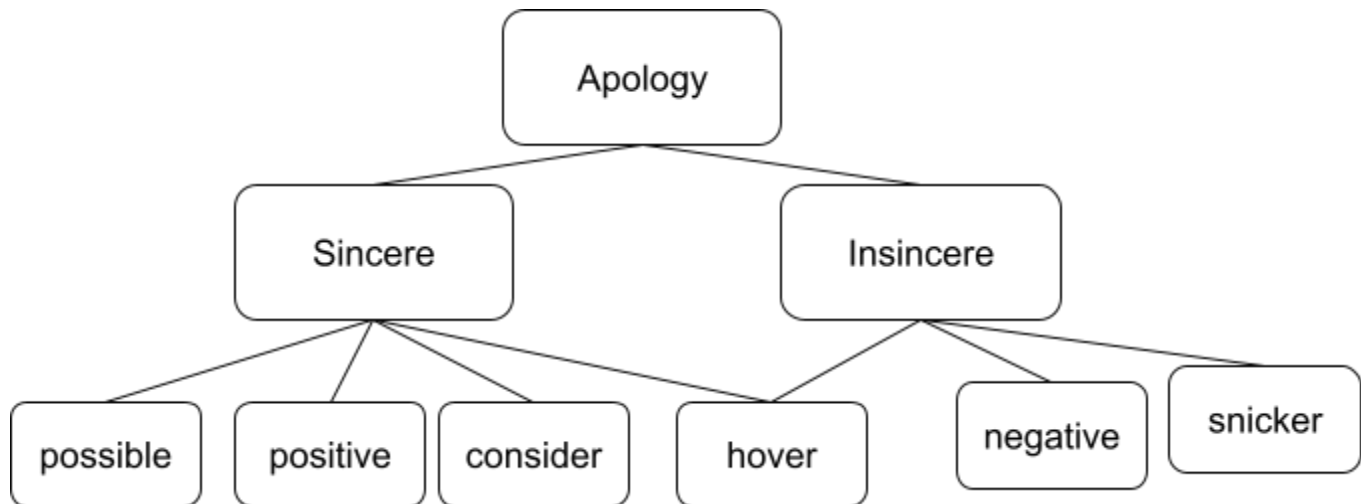 Apology
Sincere
Insincere
possible
positive
consider
hover
negative
snicker